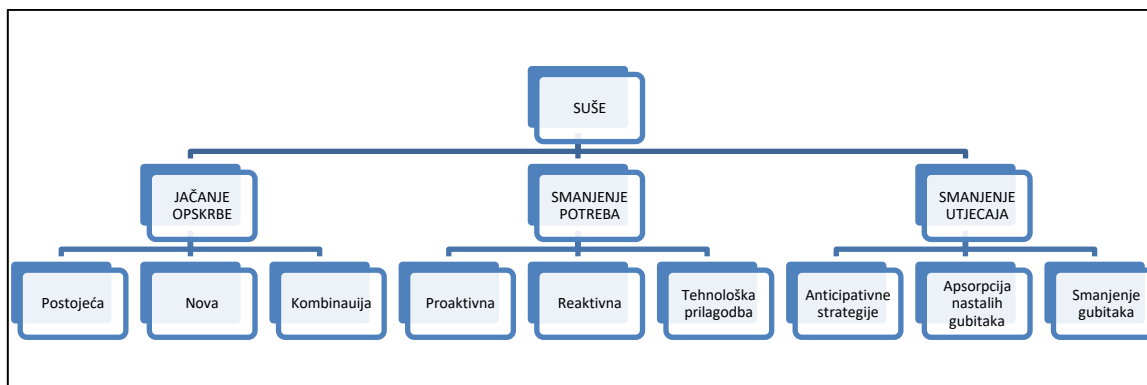 SUŠE
JAČANJE
OPSKRBE
SMANJENJE
POTREBA
SMANJENJE
UTJECAJA
Postojeća
Nova
Kombinauija
Proaktivna
Reaktivna
Tehnološka
prilagodba
Anticipativne
strategije
Apsorpcija
nastalih
gubitaka
Smanjenje
gubitaka